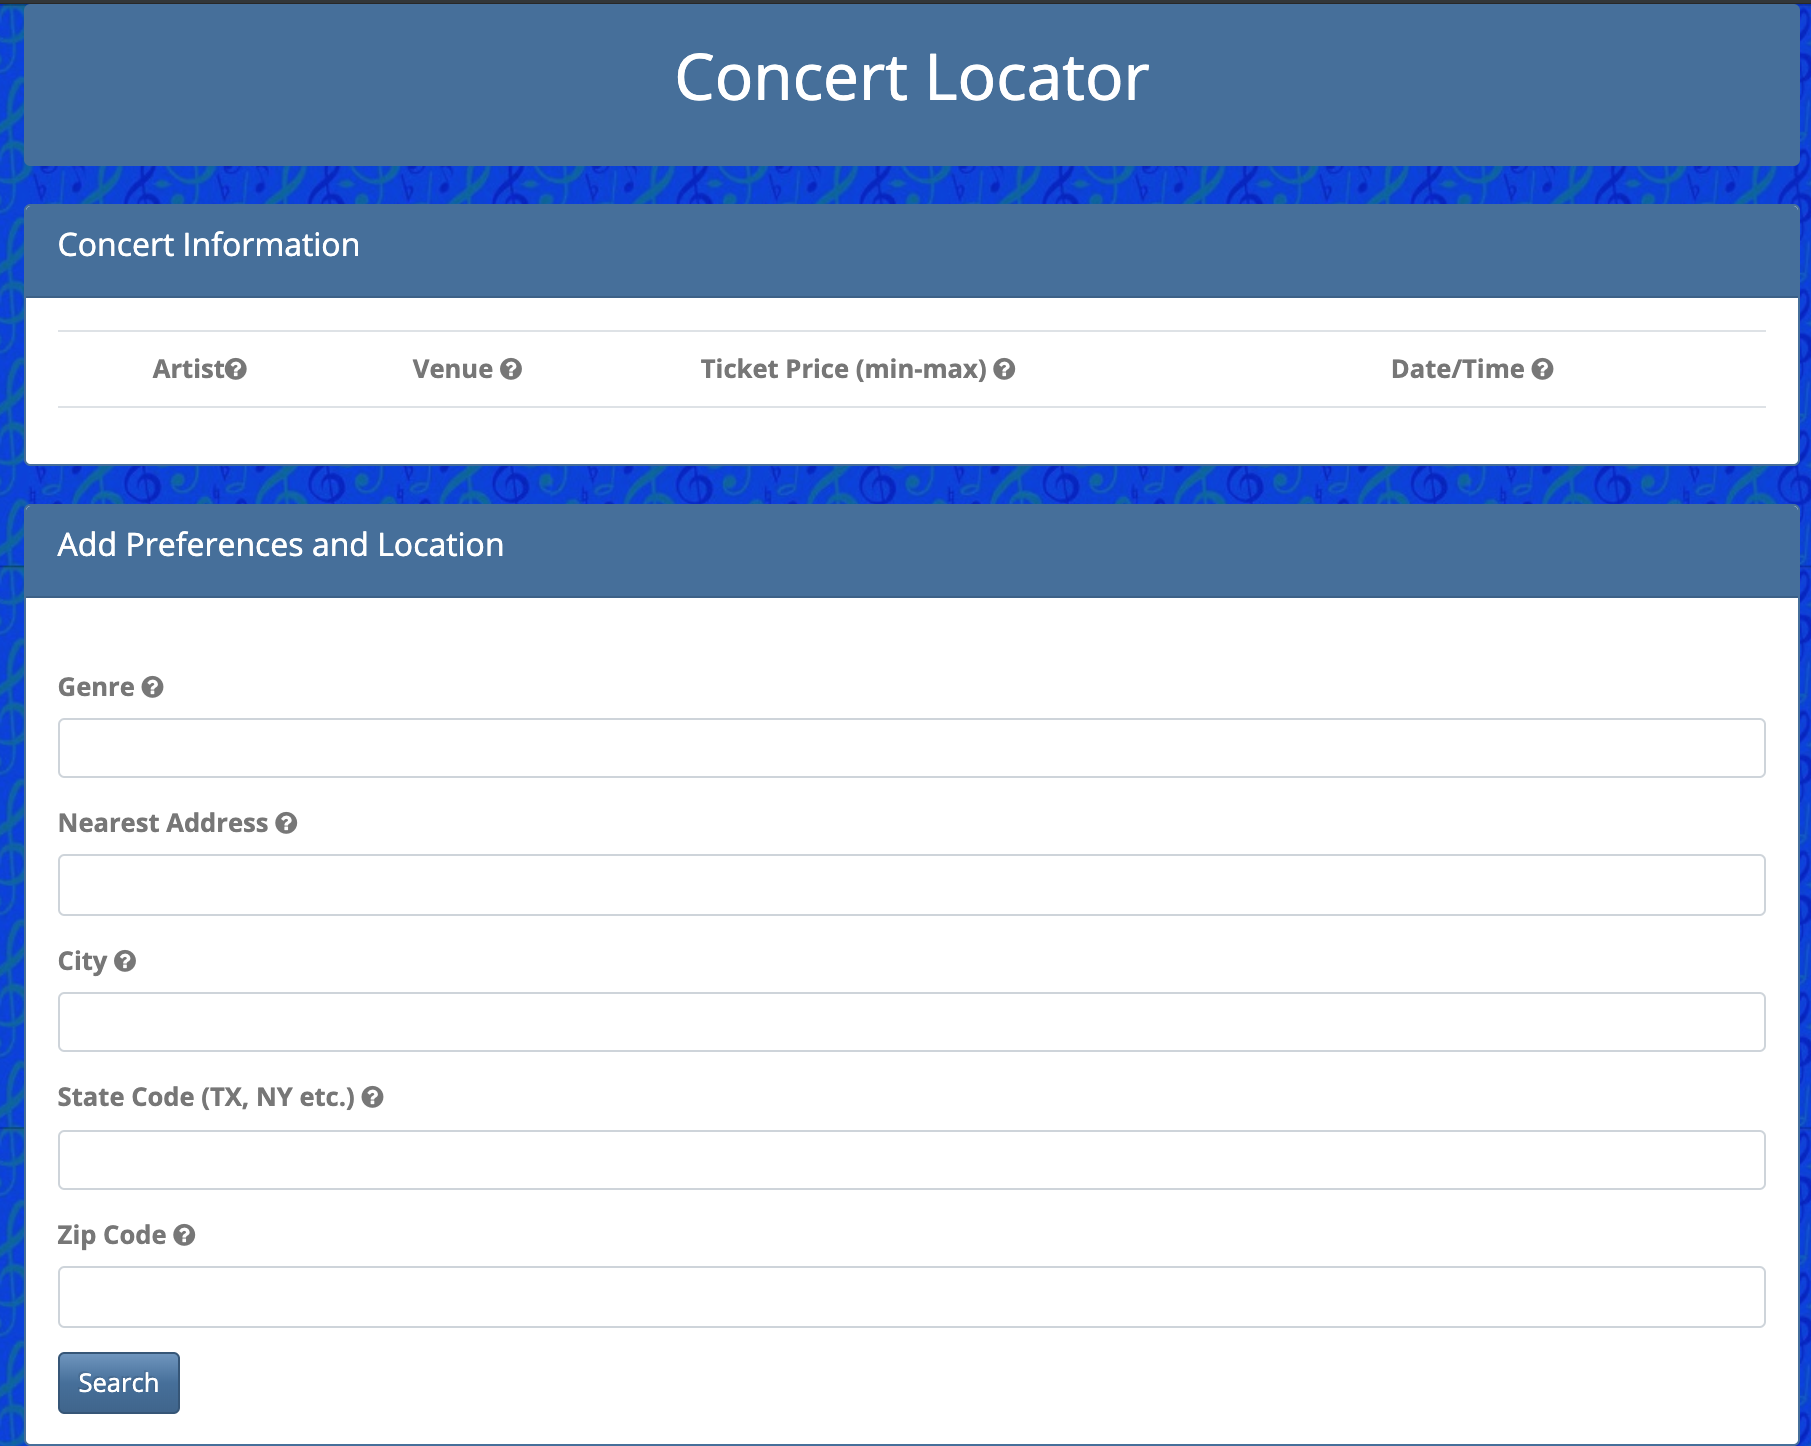 Concert Locator
Concert Information
Artist Venue Ticket Price (min-max) Date/Time
Add Preferences and Location
Genre
Nearest Address
City
State Code (TX, NY etc.)
Zip Code
Search